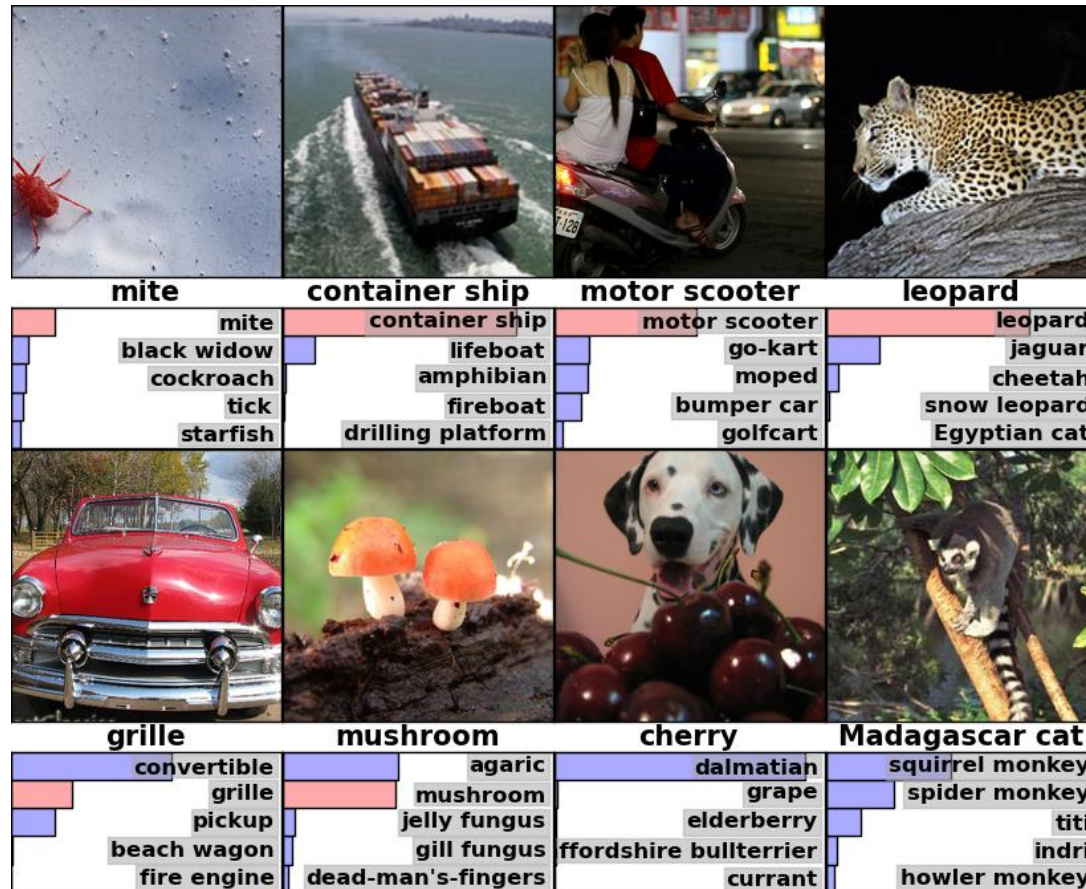 T-128
mite
container ship
motor scooter
leopard
mite
black widow
cockroach
tick
starfish
container ship
lifeboat
amphibian
fireboat
drilling platform
motor scooter
go-kart
moped
bumper car
golfcart
leopard
jaguar
cheetah
snow leopard
Egyptian cat
grille
mushroom
cherry
Madagascar cat
convertible
grille
pickup
beach wagon
fire engine
agaric
mushroom
jelly fungus
gill fungus
dead-man's-fingers
dalmatian
grape
elderberry
ffordshire bullterrier
currant
squirrel monkey
spider monkey
titi
indri
howler monkey